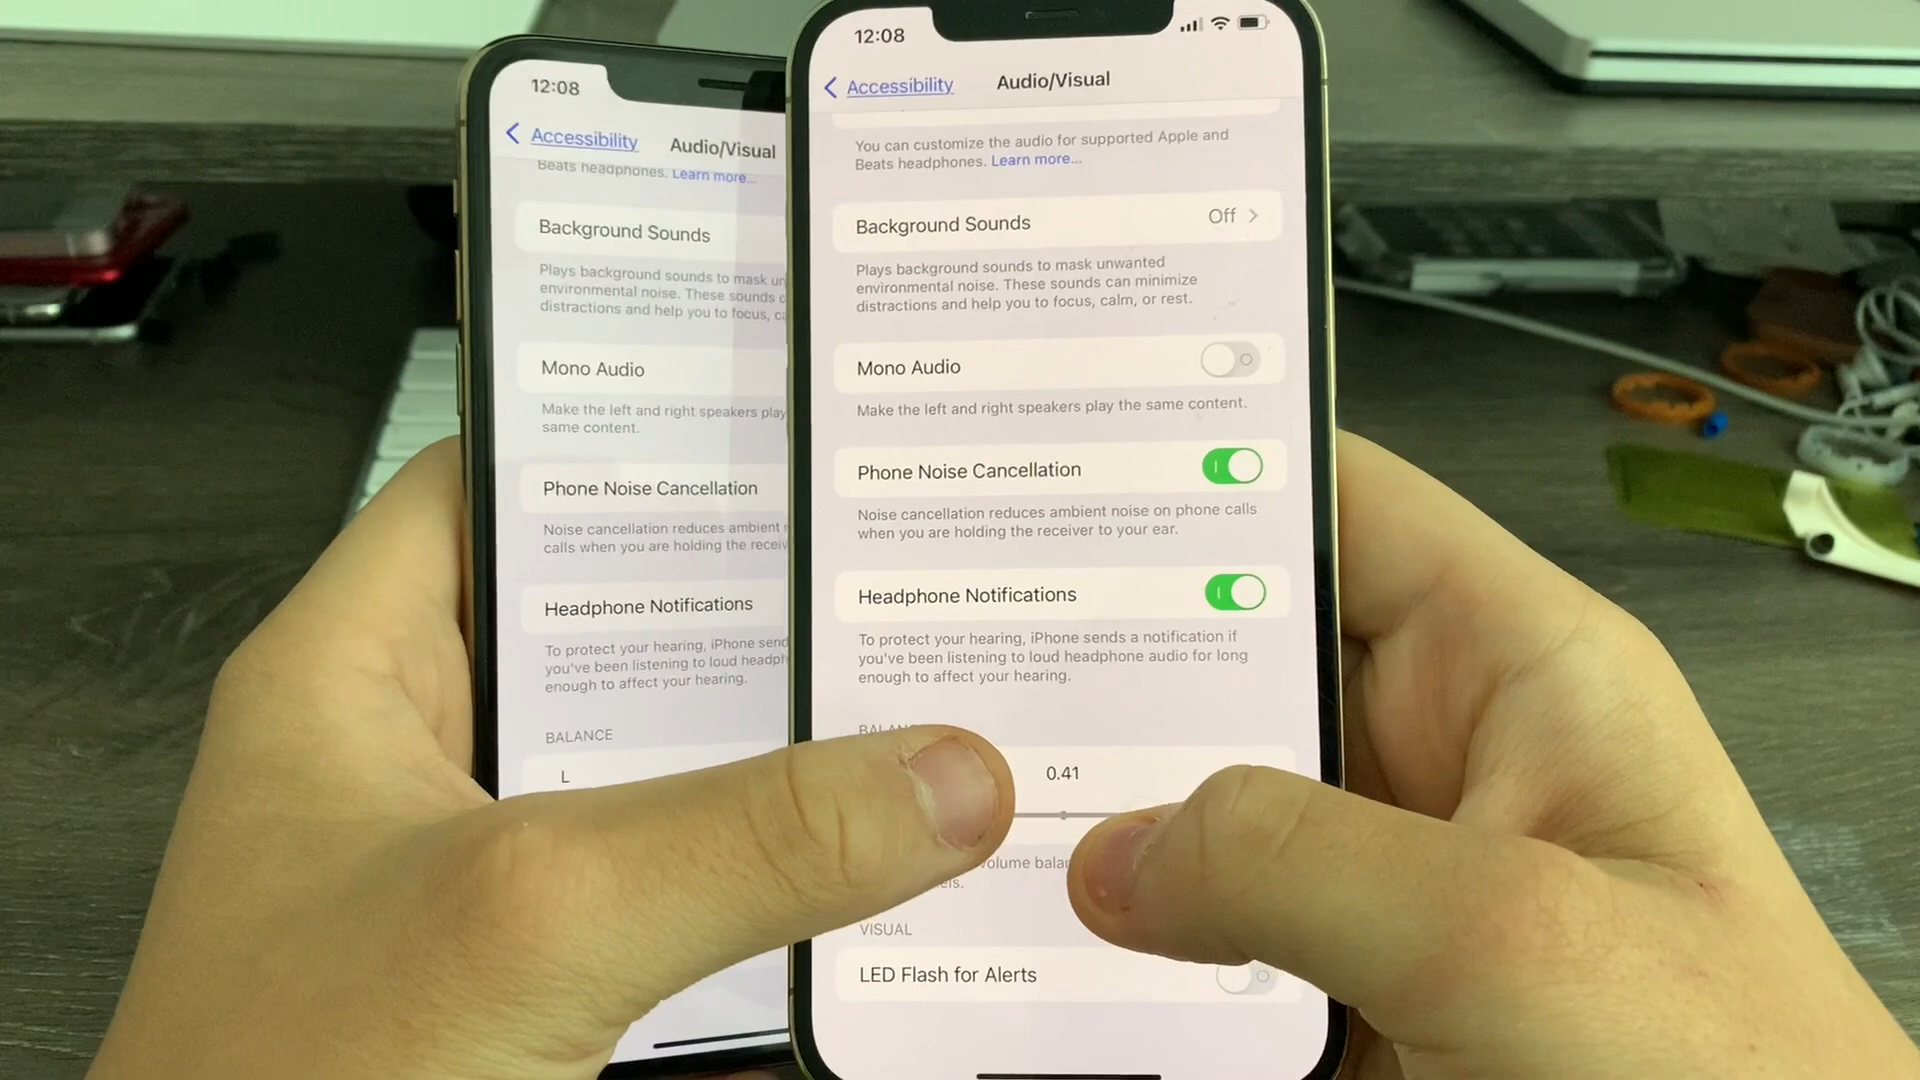 12:08
Accessibility
Audio/Visual
Beats headphones. Learn more...
Background Sounds
Plays background sounds to mask
environmental noise. These sounds
distractions and help you to focus,
Mono Audio
Make the left and right speakers play
same content.
Phone Noise Cancellation
Noise cancellation reduces ambient
calls when you are holding the
Headphone Notifications
To protect your hearing, iPhone
you've been listening to loud
enough to affect your hearing.
BALANCE
L
12:08
Accessibility
Audio/Visual
You can customize the audio for supported Apple and
Beats headphones. Learn more...
Background Sounds
Off
Plays background sounds to mask unwanted
environmental noise. These sounds can minimize
distractions and help you to focus, calm, or rest.
Mono Audio
Make the left and right speakers play the same content.
Phone Noise Cancellation
Noise cancellation reduces ambient noise on phone calls
when you are holding the receiver to your ear.
Headphone Notifications
To protect your hearing, iPhone sends a notification if
you've been listening to loud headphone audio for long
enough to affect your hearing.
0.41
volume
VISUAL
LED Flash for Alerts